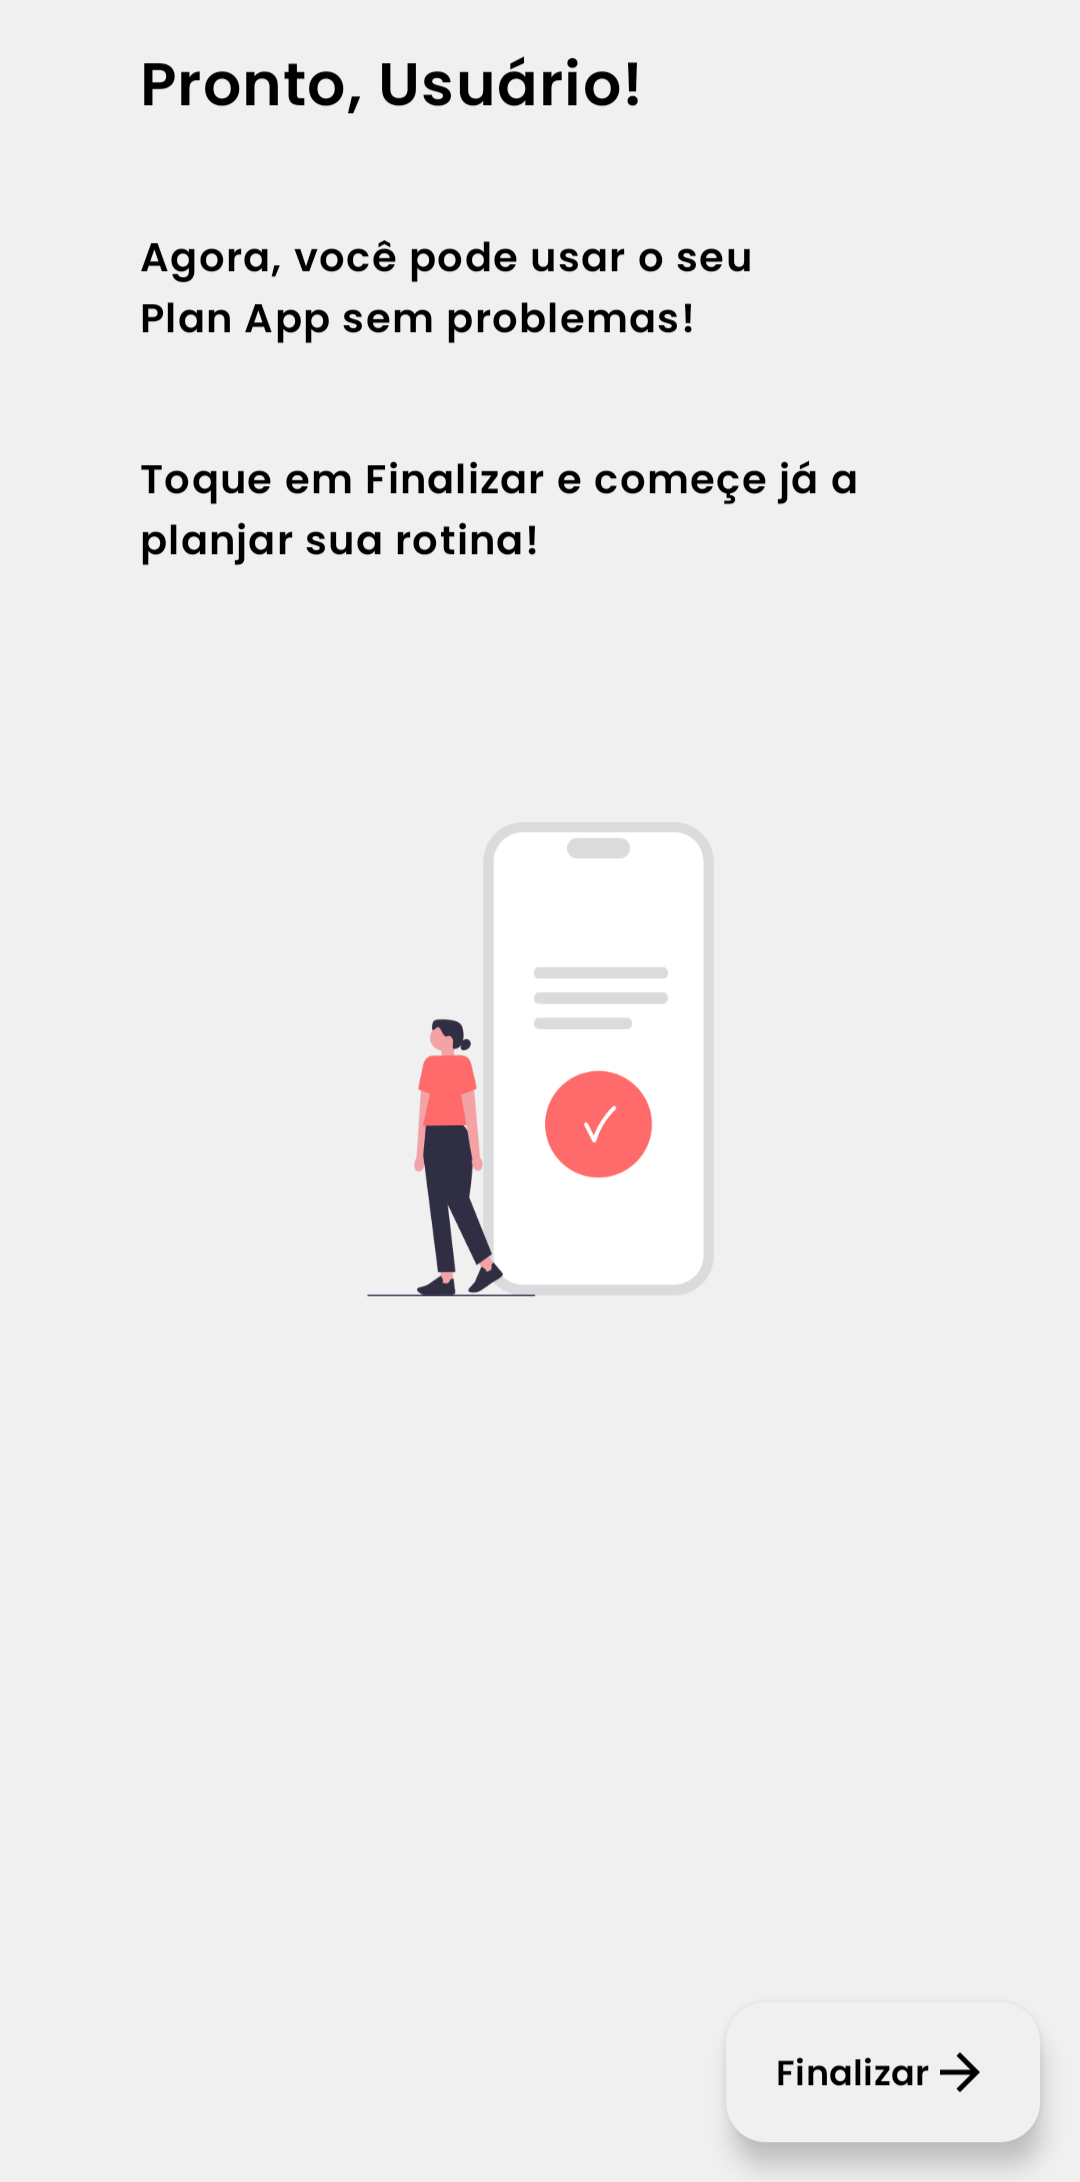 Pronto, Usuário!
Agora, você pode usar o seu
Plan App sem problemas!
Toque em Finalizar e começe já a
planjar sua rotina!
Finalizar